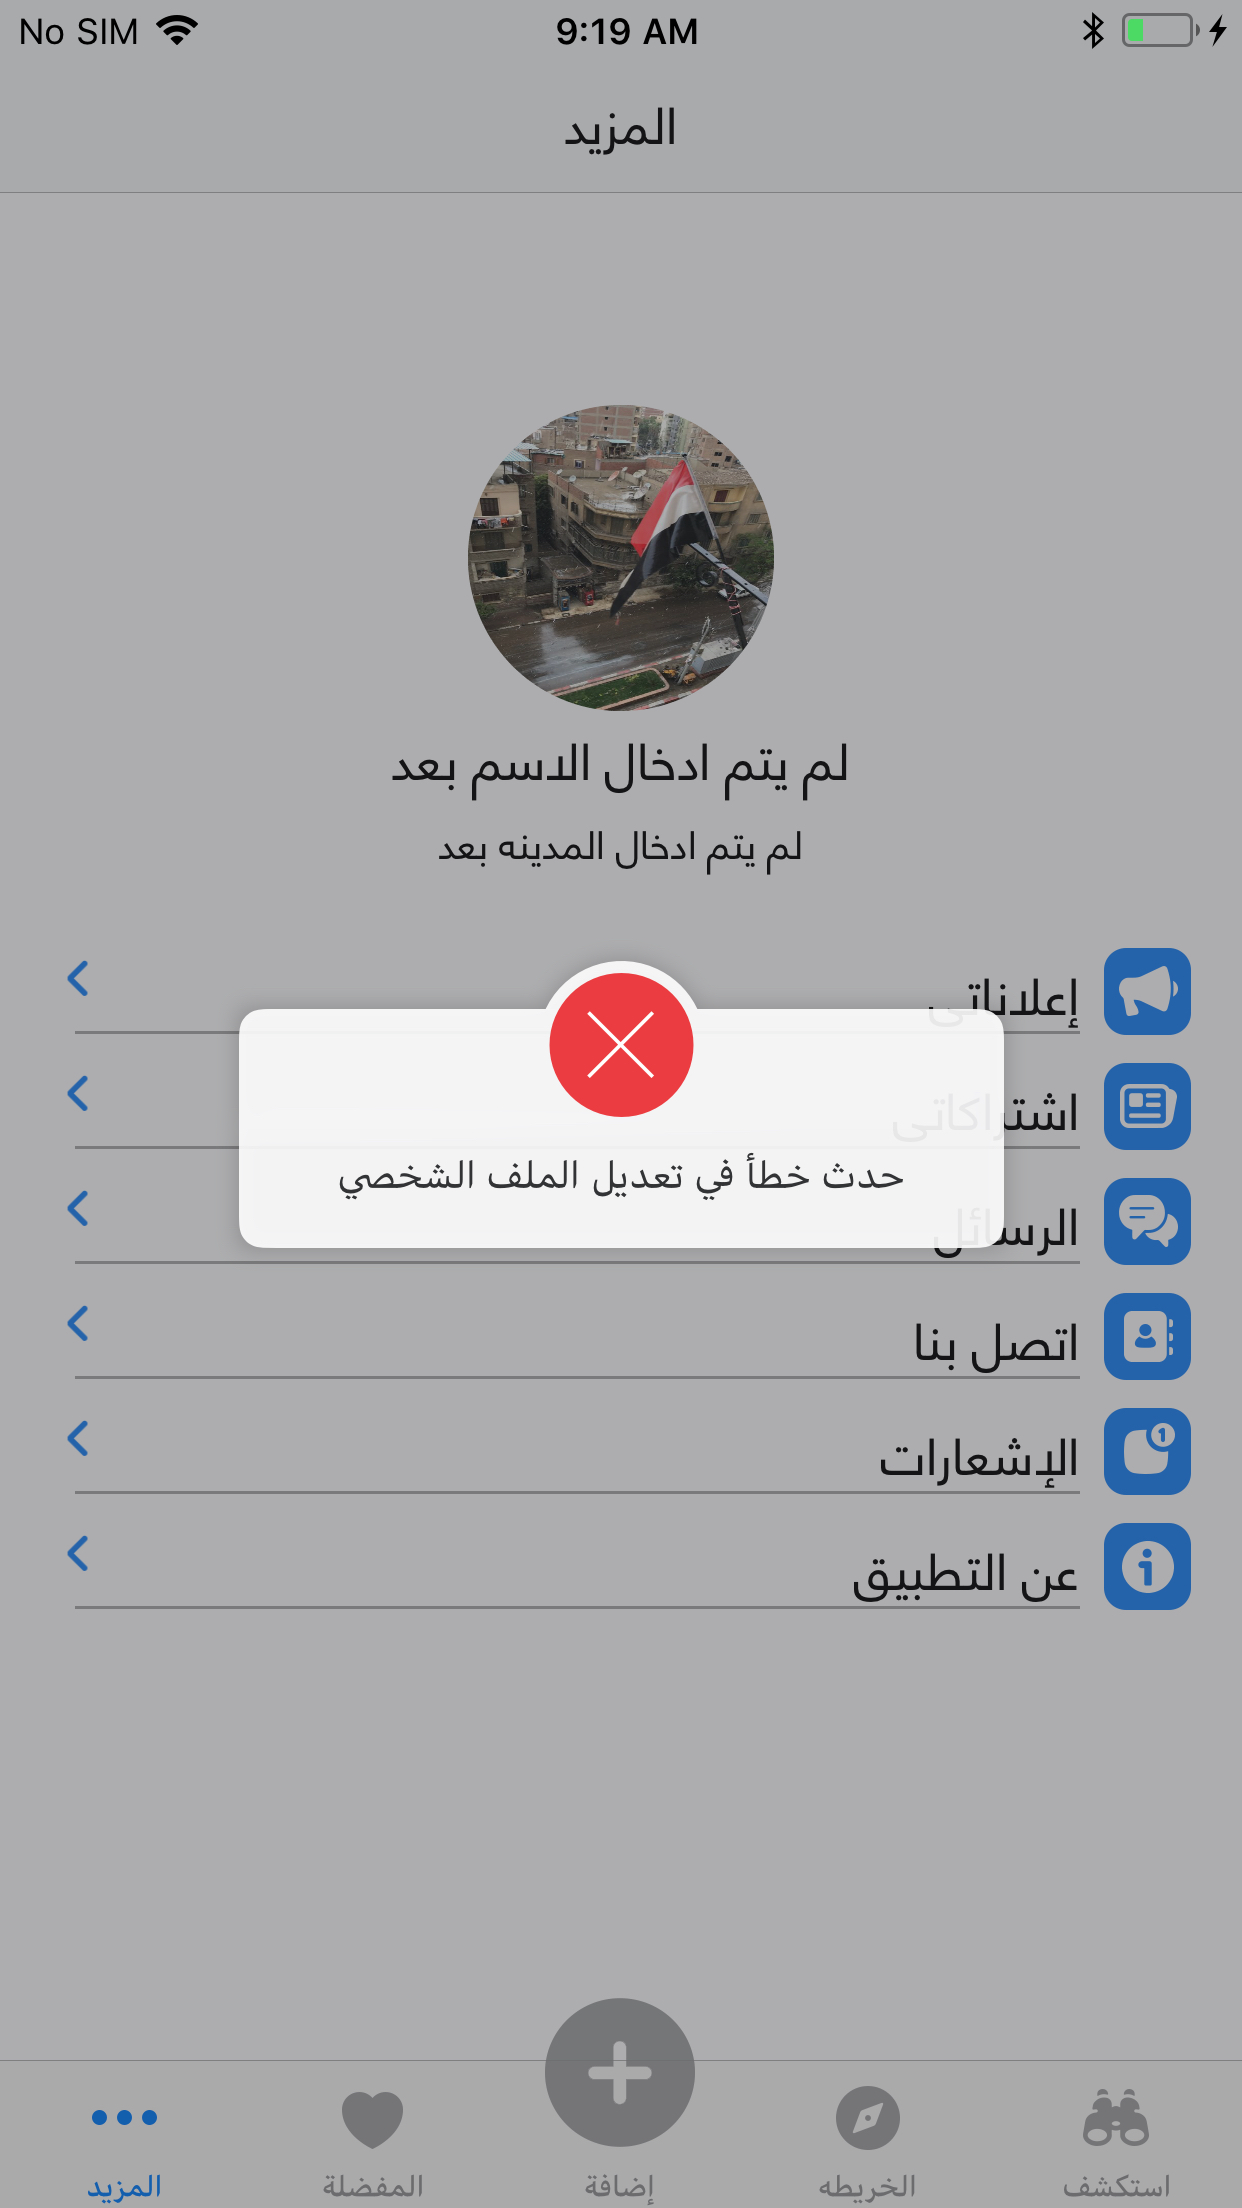 No SIM 9:19 AM
المزيد
لم يتم ادخال الاسم بعد
لم يتم ادخال المدينه بعد
إعلاناتى
اشتراكاتى
حدث خطأ في تعديل الملف الشخصي
الرسائل
اتصل بنا
الإشعارات
1
عن التطبيق
استكشف الخريطه إضافة المفضلة المزيد